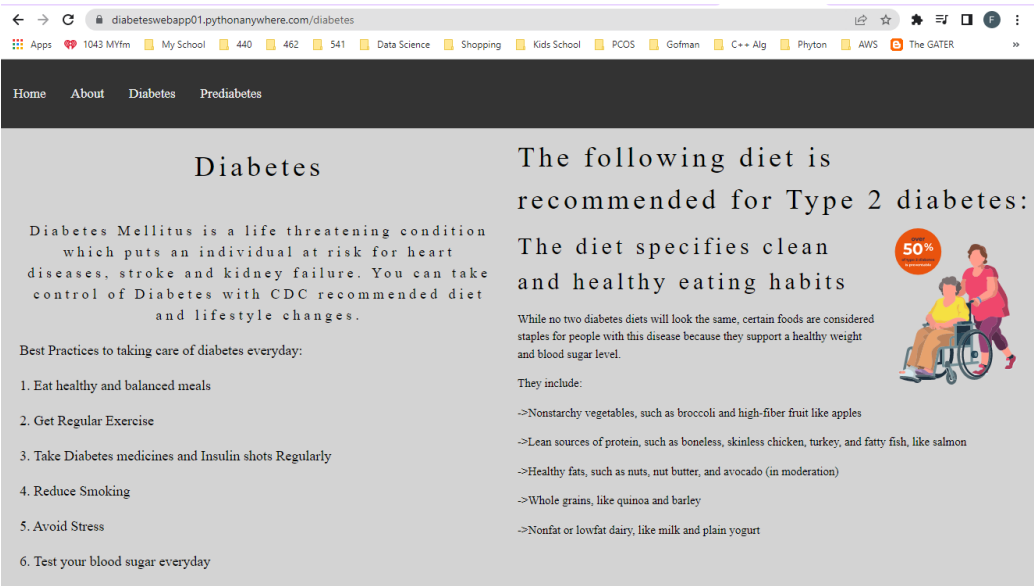 diabeteswebapp01.pythonanywhere.com/diabetes
F
Apps
1043 MYfm
My School
440
462
541
Data Science
Shopping
Kids School
PCOS
Gofman
C++ Alg
Phyton
AWS
The GATER
»
Home
About
Diabetes
Prediabetes
Diabetes
Diabetes Mellitus is a life threatening condition
which puts an individual at risk for heart
diseases, stroke and kidney failure. You can take
control of Diabetes with CDC recommended diet
and lifestyle changes.
Best Practices to taking care of diabetes everyday:
1. Eat healthy and balanced meals
2. Get Regular Exercise
3. Take Diabetes medicines and Insulin shots Regularly
4. Reduce Smoking
5. Avoid Stress
6. Test your blood sugar everyday
The following diet is
recommended for Type 2 diabetes:
The diet specifies clean
and healthy eating habits
over
50%
While no two diabetes diets will look the same, certain foods are considered
staples for people with this disease because they support a healthy weight
and blood sugar level.
They include:
->Nonstarchy vegetables, such as broccoli and high-fiber fruit like apples
->Lean sources of protein, such as boneless, skinless chicken, turkey, and fatty fish, like salmon
->Healthy fats, such as nuts, nut butter, and avocado (in moderation)
->Whole grains, like quinoa and barley
->Nonfat or lowfat dairy, like milk and plain yogurt